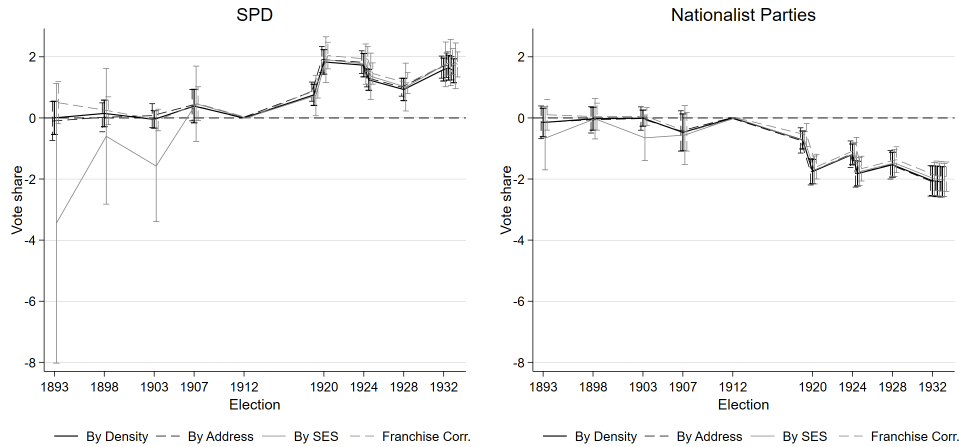 SPD
Vote share
2
0
-2
-4
-6
-8
1893 1898 1903 1907 1912 1920 1924 1928 1932
Election
By Density By Address By SES Franchise Corr.
Nationalist Parties
Vote share
2
0
-2
-4
-6
-8
1893 1898 1903 1907 1912 1920 1924 1928 1932
Election
By Density By Address By SES Franchise Corr.